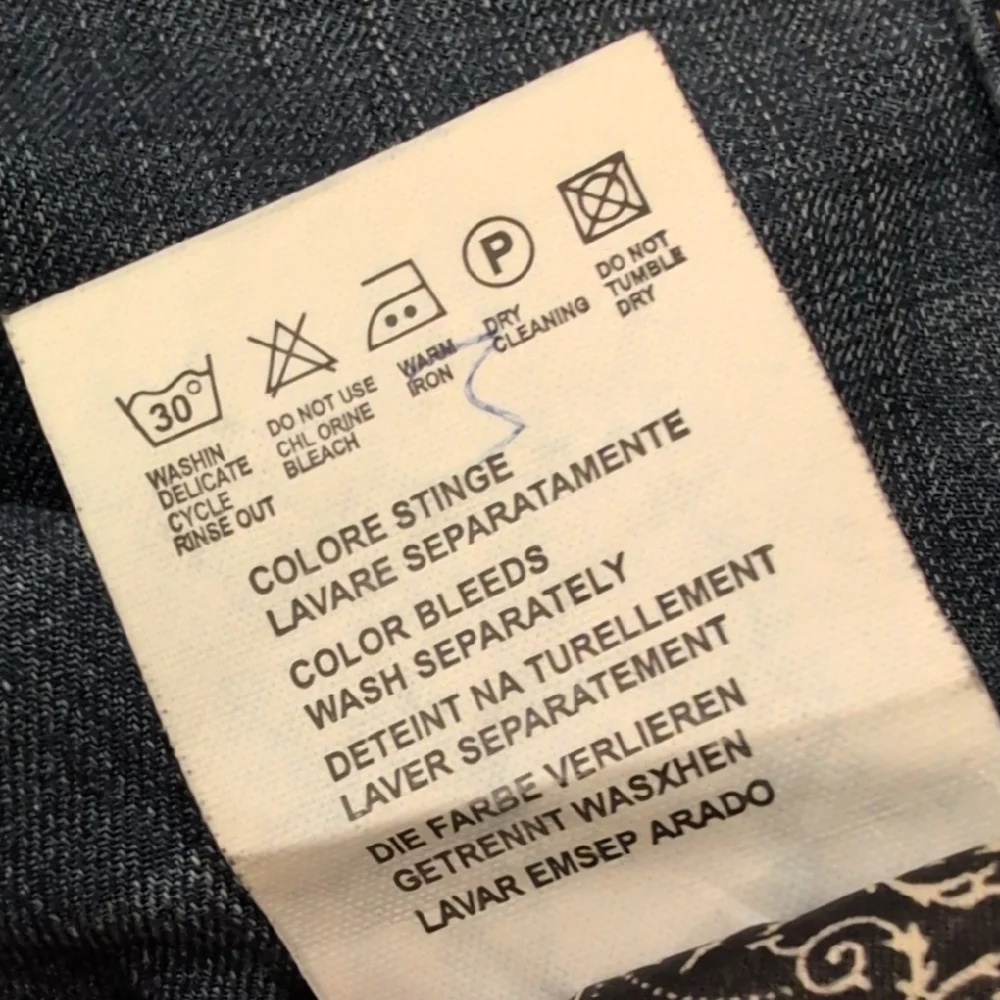 30°
WASHIN
DELICATE
CYCLE
RINSE OUT
DO NOT USE
CHL ORINE
BLEACH
WARM
IRON
P
DRY
CLEANING
DO NOT
TUMBLE
DRY
COLORE STINGE
LAVARE SEPARATAMENTE
COLOR BLEEDS
WASH SEPARATELY
DETEINT NA TURELLEMENT
LAVER SEPARATEMENT
DIE FARBE VERLIEREN
GETRENNT WASXHEN
LAVAR EMSEP ARADO